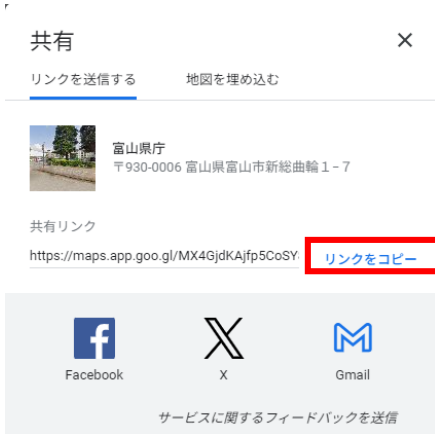 共有
リンクを送信する 地図を埋め込む
富山県庁
〒930-0006 富山県富山市新総曲輪１−７
共有リンク
https://maps.app.goo.gl/MX4GjdKAjfp5CoSY
リンクをコピー
Facebook X Gmail
サービスに関するフィードバックを送信